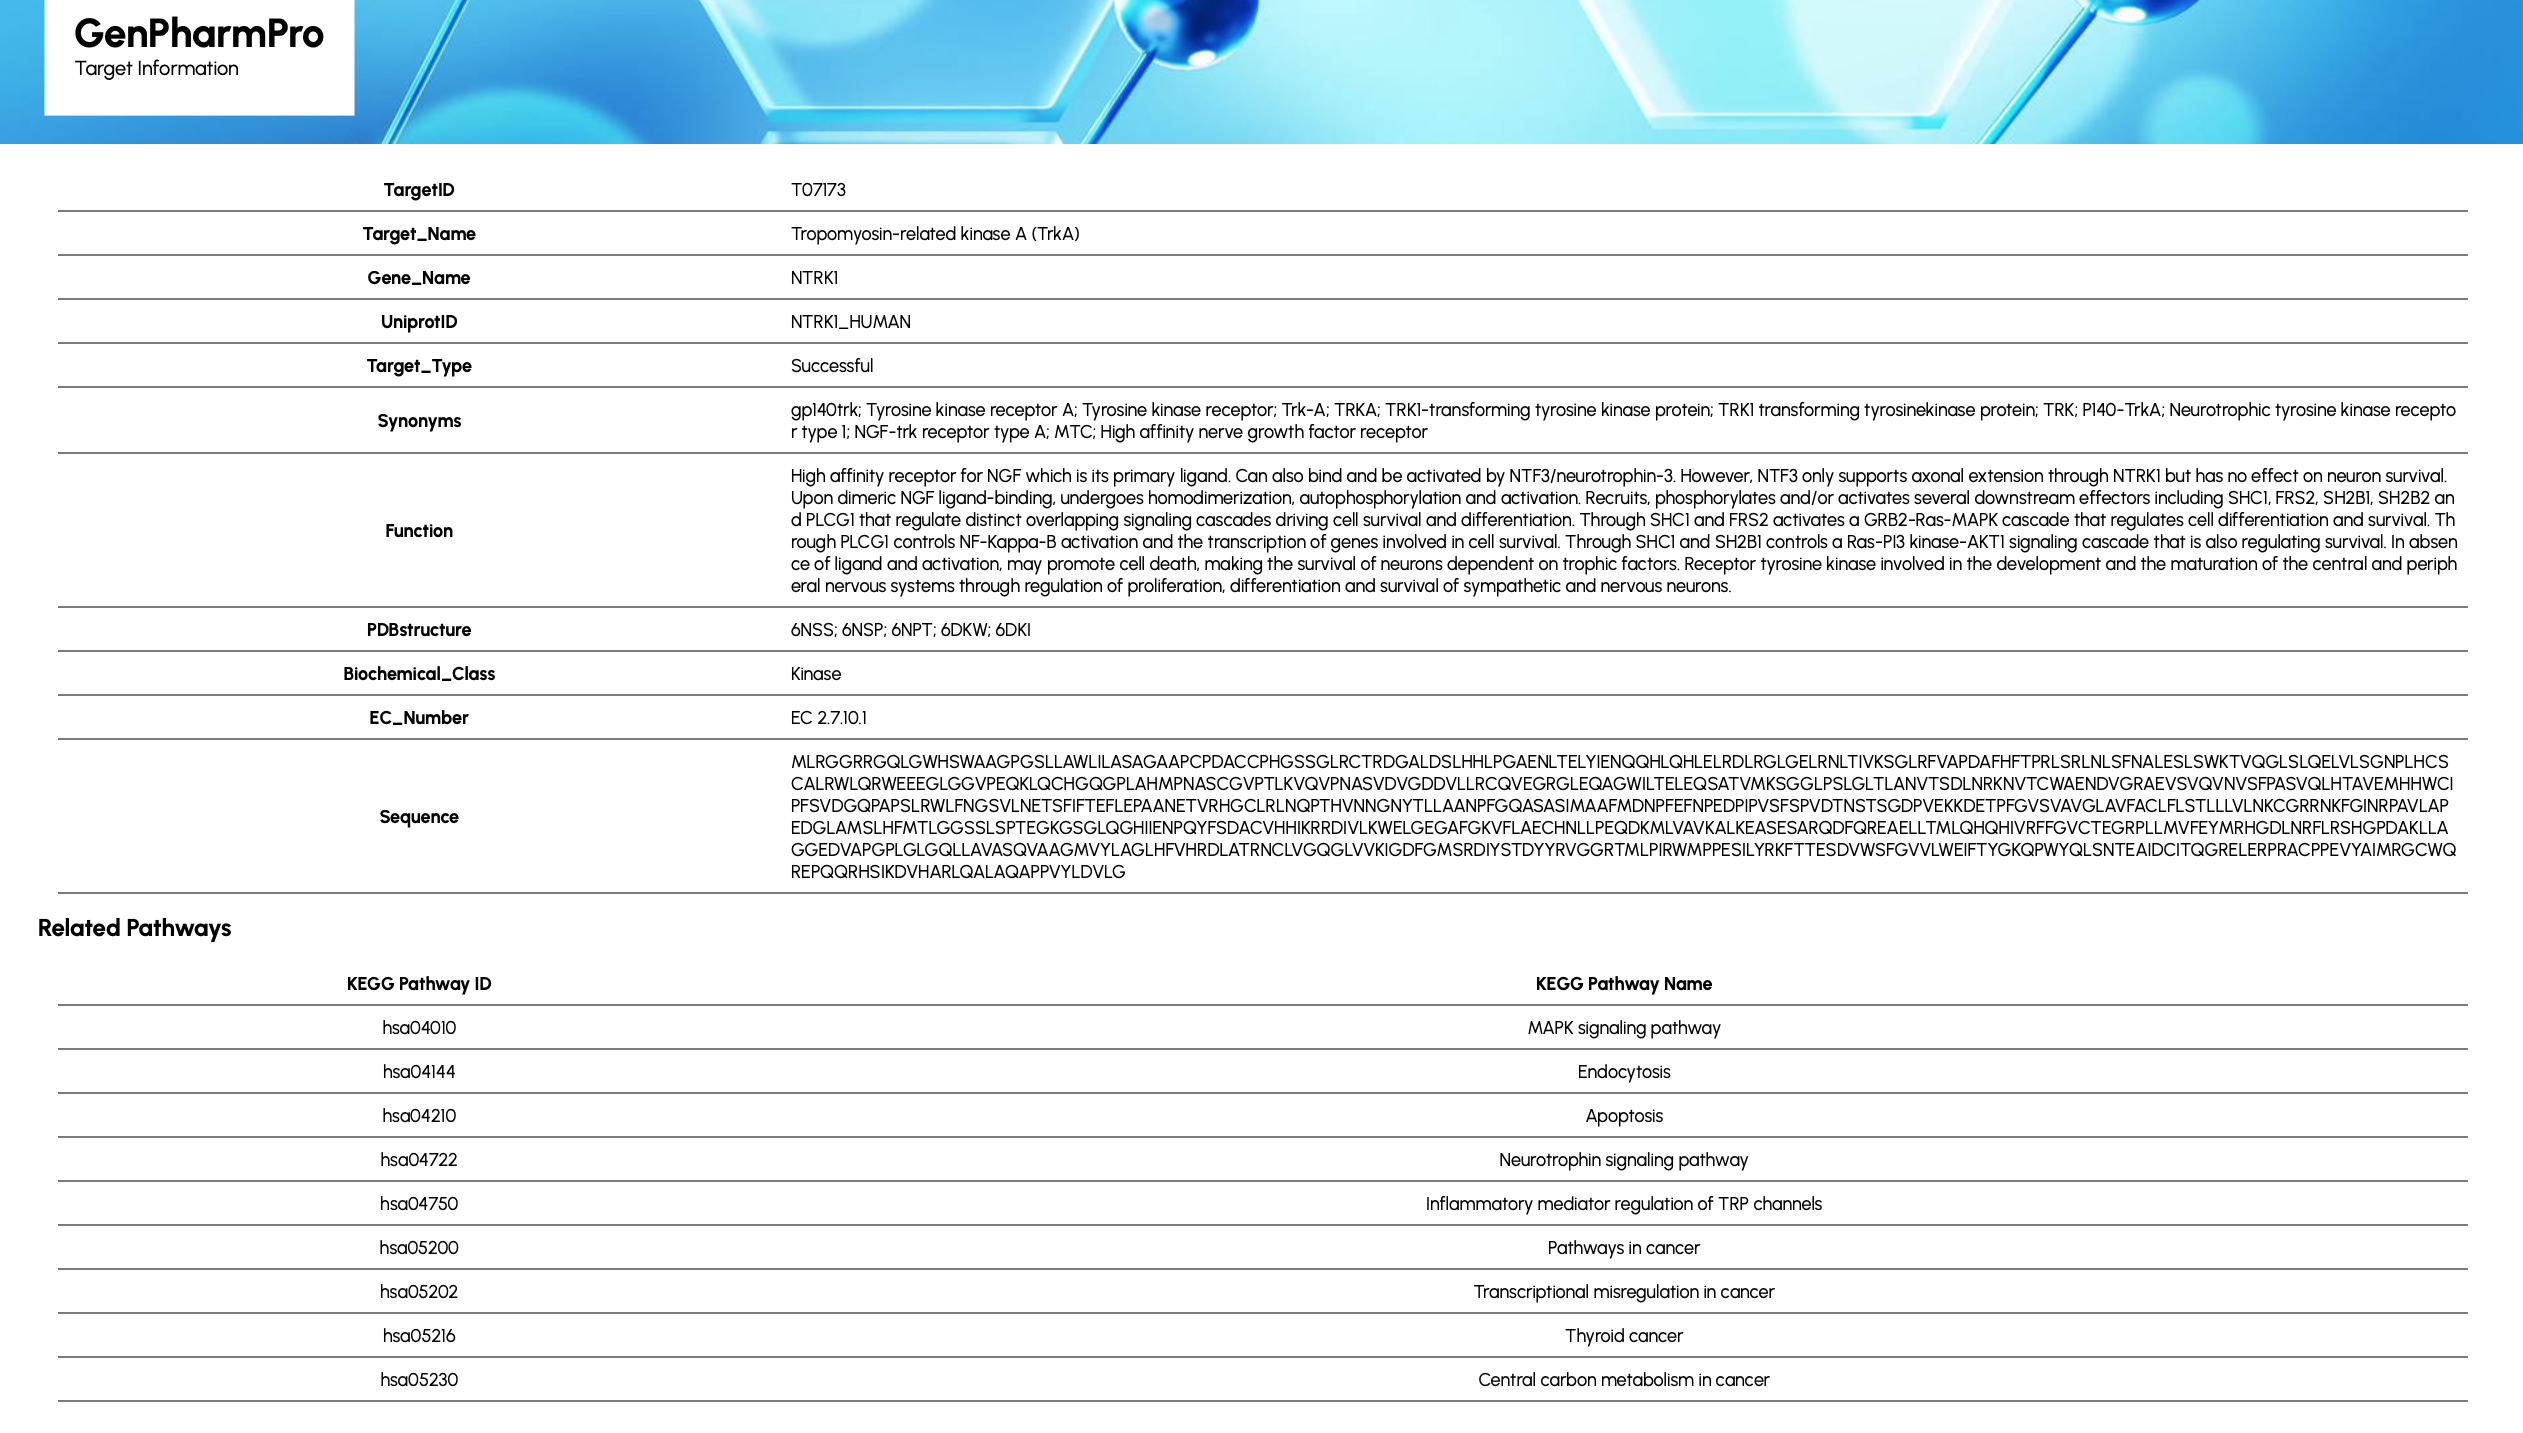 GenPharmPro
Target Information
TargetID T07173
Target_Name Tropomyosin-related kinase A (TrkA)
Gene_Name NTRK1
UniprotID NTRK1_HUMAN
Target_Type Successful
Synonyms gp140trk; Tyrosine kinase receptor A; Tyrosine kinase receptor; Trk-A; TRKA; TRK1-transforming tyrosine kinase protein; TRK1 transforming tyrosinekinase protein; TRK; P140-TrkA; Neurotrophic tyrosine kinase recepto
r type 1; NGF-trk receptor type A; MTC; High affinity nerve growth factor receptor
Function High affinity receptor for NGF which is its primary ligand. Can also bind and be activated by NTF3/neurotrophin-3. However, NTF3 only supports axonal extension through NTRK1 but has no effect on neuron survival.
Upon dimeric NGF ligand-binding, undergoes homodimerization, autophosphorylation and activation. Recruits, phosphorylates and/or activates several downstream effectors including SHC1, FRS2, SH2B1, SH2B2 an
d PLCG1 that regulate distinct overlapping signaling cascades driving cell survival and differentiation. Through SHC1 and FRS2 activates a GRB2-Ras-MAPK cascade that regulates cell differentiation and survival. Th
rough PLCG1 controls NF-Kappa-B activation and the transcription of genes involved in cell survival. Through SHC1 and SH2B1 controls a Ras-PI3 kinase-AKT1 signaling cascade that is also regulating survival. In absen
ce of ligand and activation, may promote cell death, making the survival of neurons dependent on trophic factors. Receptor tyrosine kinase involved in the development and the maturation of the central and periph
eral nervous systems through regulation of proliferation, differentiation and survival of sympathetic and nervous neurons.
PDBstructure 6NSS; 6NSP; 6NPT; 6DKW; 6DKI
Biochemical_Class Kinase
EC_Number EC 2.7.10.1
Sequence MLRGGRRGQLGWHSWAAGPGSLLAWLILASAGAAPCPDACCPHGSSGLRCTRDGALDSLHHLPGAENLTELYIENQQHLQHLELRDLRGLGELRNLTIVKSGLRFVAPDAFHFTPRLSRLNLSFNALESLSWKTVQGLSLQELVLSGNPLHCS
CALRWLQRWEEEGLGGVPEQKLQCHGQGPLAHMPNASCGVPTLKVQVPNASVDVGDDVLLRCQVEGRGLEQAGWILTELEQSATVMKSGGLPSLGLTLANVTSDLNRKNVTCWAENDVGRAEVSVQVNVSFPASVQLHTAVEMHHWCI
PFSVDGQPAPSLRWLFNGSVLNETSFIFTEFLEPAANETVRHGCLRLNQPTHVNNGNYTLLAANPFGQASASIMAAFMDNPFEFNPEDPIPVSFSPVDTNSTSGDPVEKKDETPFGVSVAVGLAVFACLFLSTLLLVLNKCGRRNKFGINRPAVLAP
EDGLAMSLHFMTLGGSSLSPTEGKGSGLQGHIIENPQYFSDACVHHIKRRDIVLKWELGEGAFGKVFLAECHNLLPEQDKMLVAVKALKEASESARQDFQREAELLTMLQHQHIVRFFGVCTEGRPLLMVFEYMRHGDLNRFLRSHGPDAKLLA
GGEDVAPGPLGLGQLLAVASQVAAGMVYLAGLHFVHRDLATRNCLVGQGLVVKIGDFGMSRDIYSTDYYRVGGRTMLPIRWMPPESILYRKFTTESDVWSFGVVLWEIFTYGKQPWYQLSNTEAIDCITQGRELERPRACPPEVYAIMRGCWQ
REPQQRHSIKDVHARLQALAQAPPVYLDVLG
Related Pathways
KEGG Pathway ID KEGG Pathway Name
hsa04010 MAPK signaling pathway
hsa04144 Endocytosis
hsa04210 Apoptosis
hsa04722 Neurotrophin signaling pathway
hsa04750 Inflammatory mediator regulation of TRP channels
hsa05200 Pathways in cancer
hsa05202 Transcriptional misregulation in cancer
hsa05216 Thyroid cancer
hsa05230 Central carbon metabolism in cancer